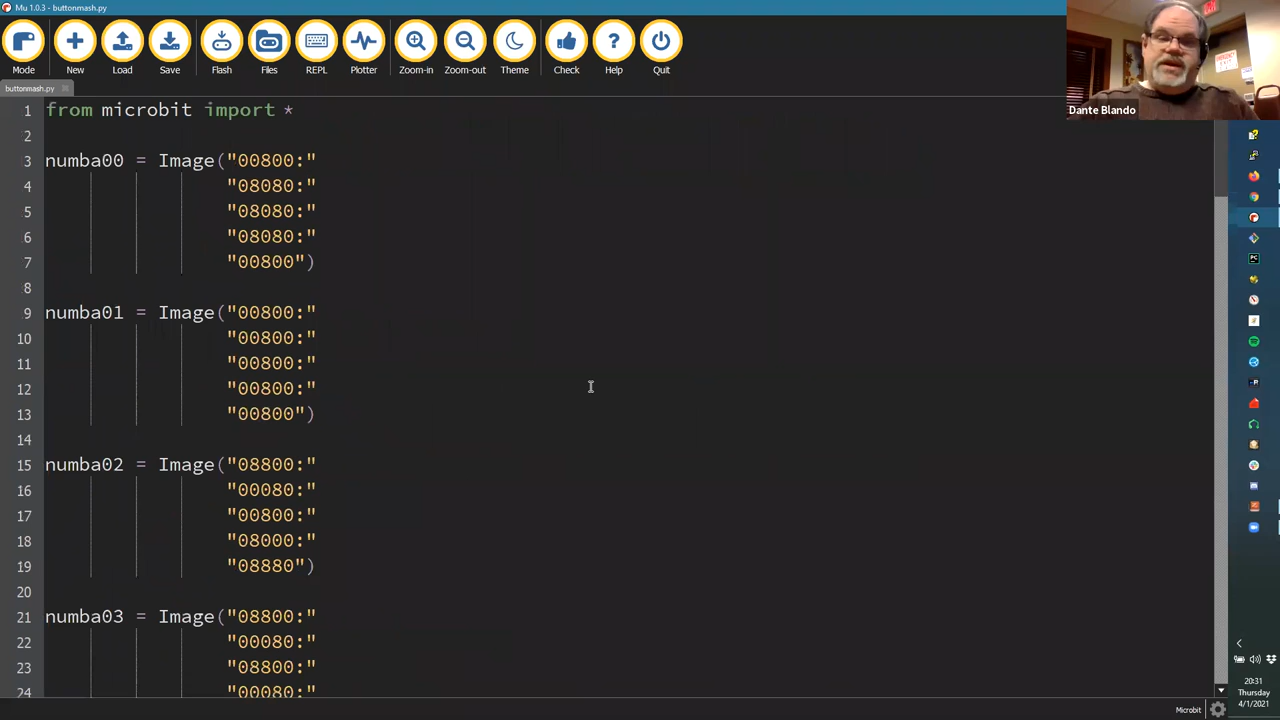 Mu 1.0.3 - buttonmash.py
Mode New Load Save Flash Files REPL Plotter Zoom-in Zoom-out Theme Check Help Quit
Dante Blando
buttonmash.py
1 from microbit import *
2
3 numba00 = Image("00800:"
4 "08080:"
5 "08080:"
6 "08080:"
7 "00800")
8
9 numba01 = Image("00800:"
10 "00800:"
11 "00800:"
12 "00800:"
13 "00800")
14
15 numba02 = Image("08800:"
16 "00080:"
17 "00800:"
18 "08000:"
19 "08880")
20
21 numba03 = Image("08800:"
22 "00080:"
23 "08800:"
24 "00080:"
20:31
Thursday
4/1/2021
Microbit